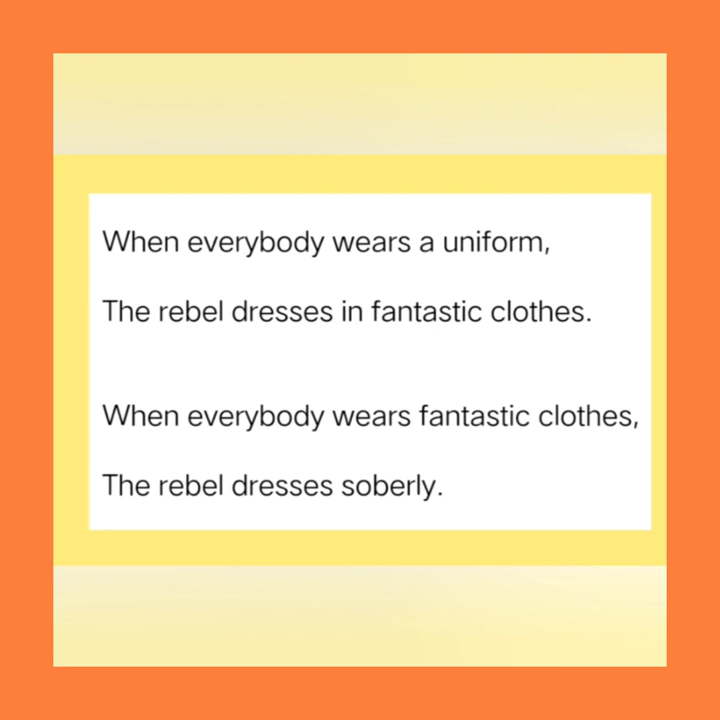 When everybody wears a uniform,
The rebel dresses in fantastic clothes.
When everybody wears fantastic clothes,
The rebel dresses soberly.